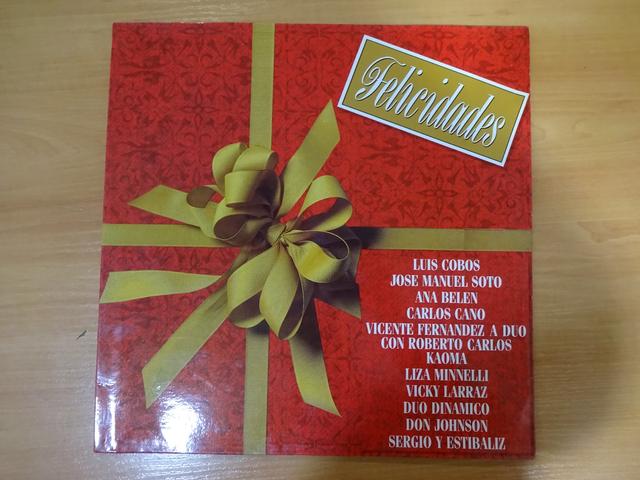 Felicidades
LUIS COBOS
JOSE MANUEL SOTO
ANA BELEN
CARLOS CANO
VICENTE FERNANDEZ A DUO
CON ROBERTO CARLOS
KAOMA
LIZA MINNELLI
VICKY LARRAZ
DUO DINAMICO
DON JOHNSON
SERGIO Y ESTIBALIZ